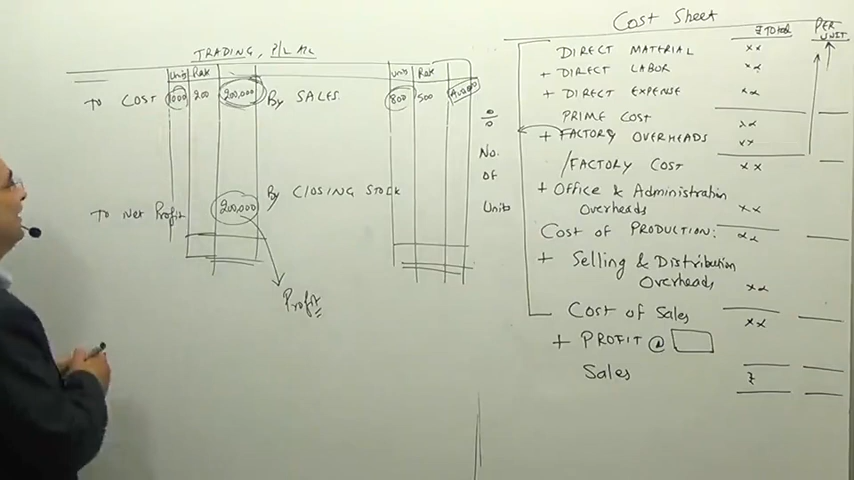 TRADING, P/L A/c
Units Rate
Unit Rate
TO COST 1000 200 200,000 By SALES 800 500 400,000
To Net Profit 200,000 By Closing STOCK
Profit
÷
No.
OF
Units
Cost Sheet
₹ Total PER UNIT
DIRECT MATERIAL xx
+ DIRECT LABOR xx
+ DIRECT EXPENSE xx
PRIME COST xx
+ FACTORY OVERHEADS xx
/FACTORY COST xx
+ Office & Administration
Overheads xx
Cost of PRODUCTION: xx
+ Selling & Distribution
Overheads xx
Cost of Sales xx
+ PROFIT @
Sales ₹